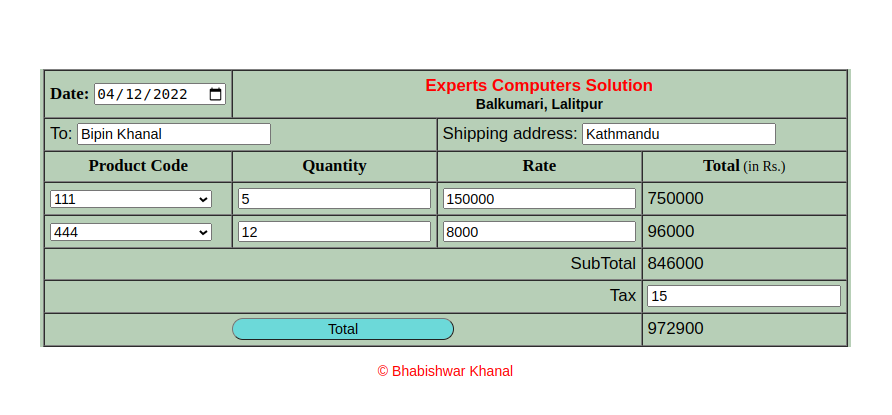 Date: 04/12/2022 Experts Computers Solution
Balkumari, Lalitpur
To: Bipin Khanal Shipping address: Kathmandu
Product Code Quantity Rate Total (in Rs.)
111 5 150000 750000
444 12 8000 96000
SubTotal 846000
Tax 15
Total 972900
© Bhabishwar Khanal